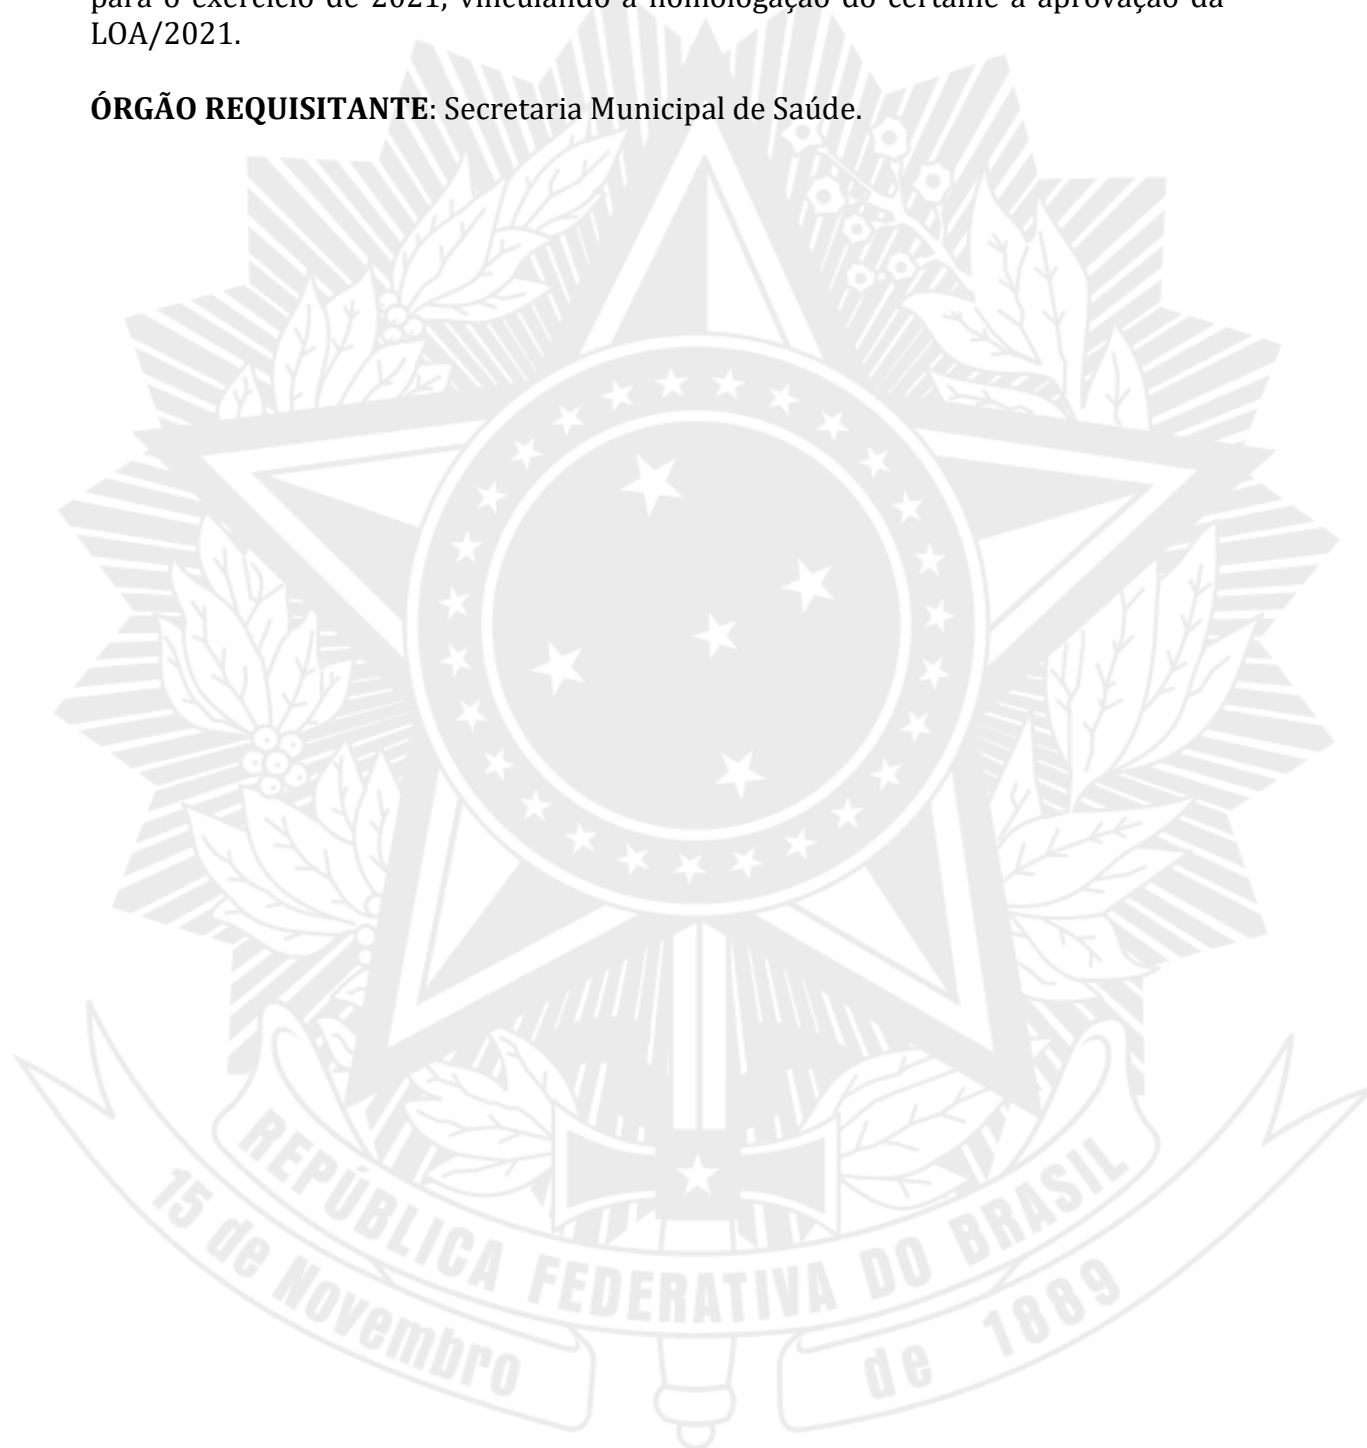 para o exercício de 2021, vinculando a homologação do certame à aprovação da
LOA/2021.
ÓRGÃO REQUISITANTE: Secretaria Municipal de Saúde.
REPÚBLICA FEDERATIVA DO BRASIL
15 de Novembro de 1889